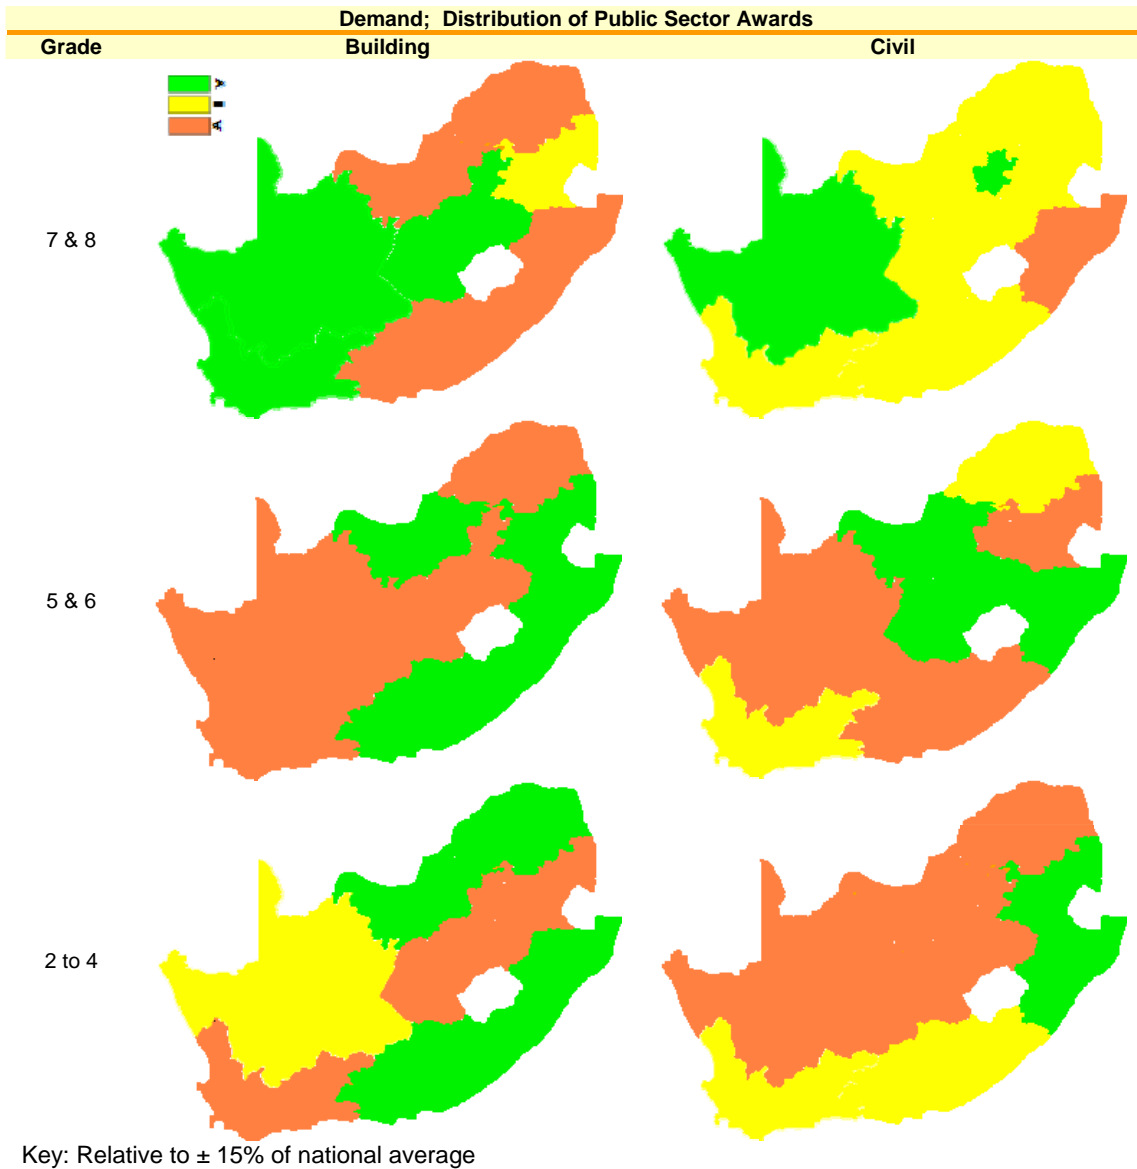 Demand; Distribution of Public Sector Awards
Grade Building Civil
7 & 8
5 & 6
2 to 4
Key: Relative to ± 15% of national average